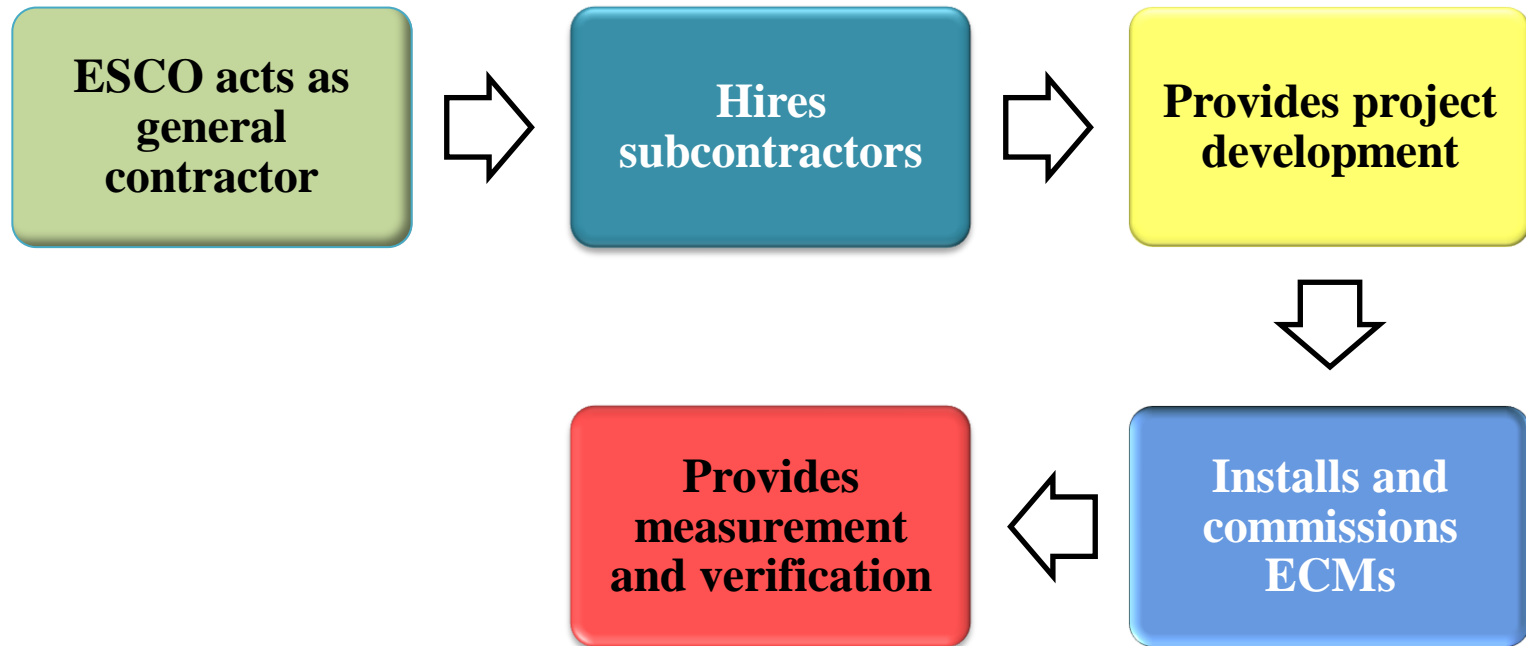 ESCO acts as
general
contractor
Hires
subcontractors
Provides project
development
Installs and
commissions
ECMs
Provides
measurement
and verification